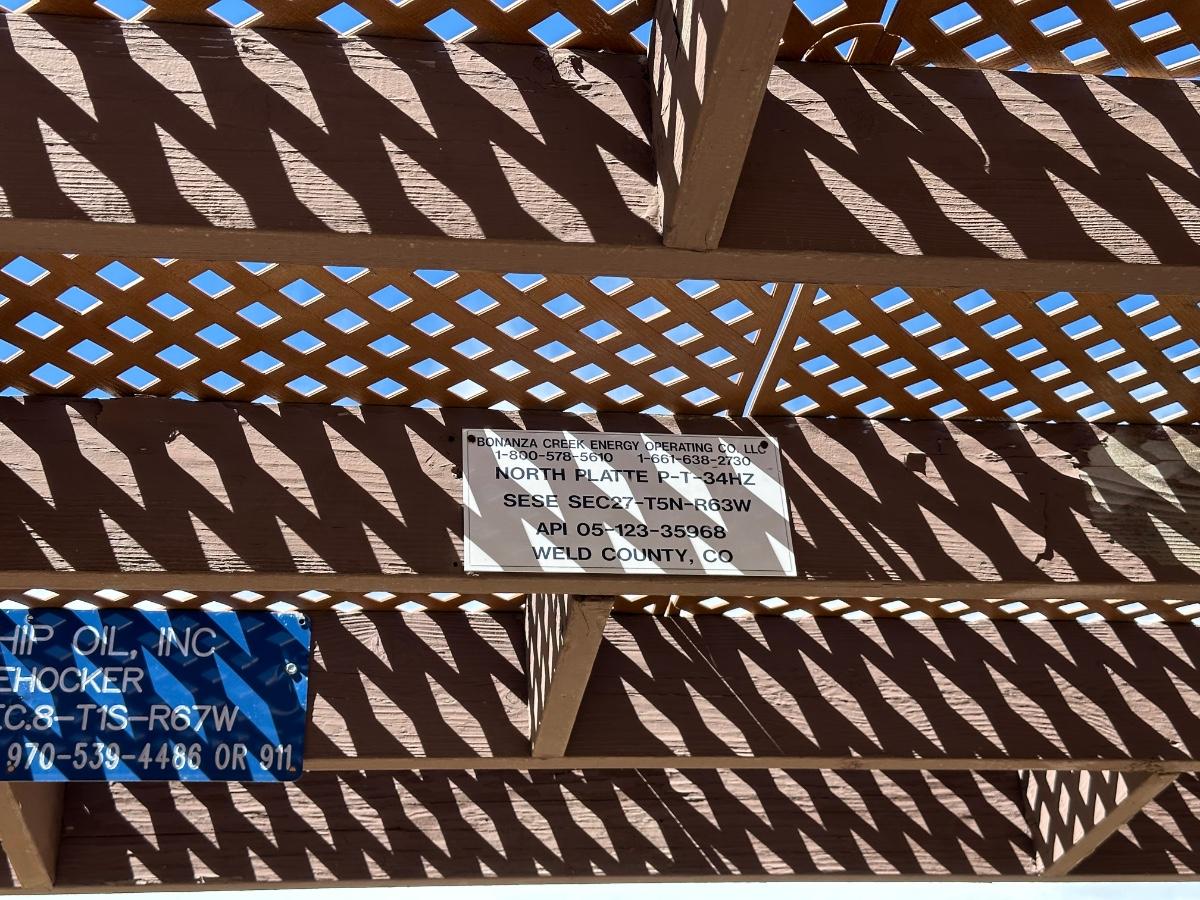 BONANZA CREEK ENERGY OPERATING CO. LLC
1-800-578-5610 1-661-638-2730
NORTH PLATTE P-T-34HZ
SESE SEC27-T5N-R63W
API 05-123-35968
WELD COUNTY, CO
HIP OIL, INC
EHOCKER
EC.8-T1S-R67W
970-539-4486 OR 911